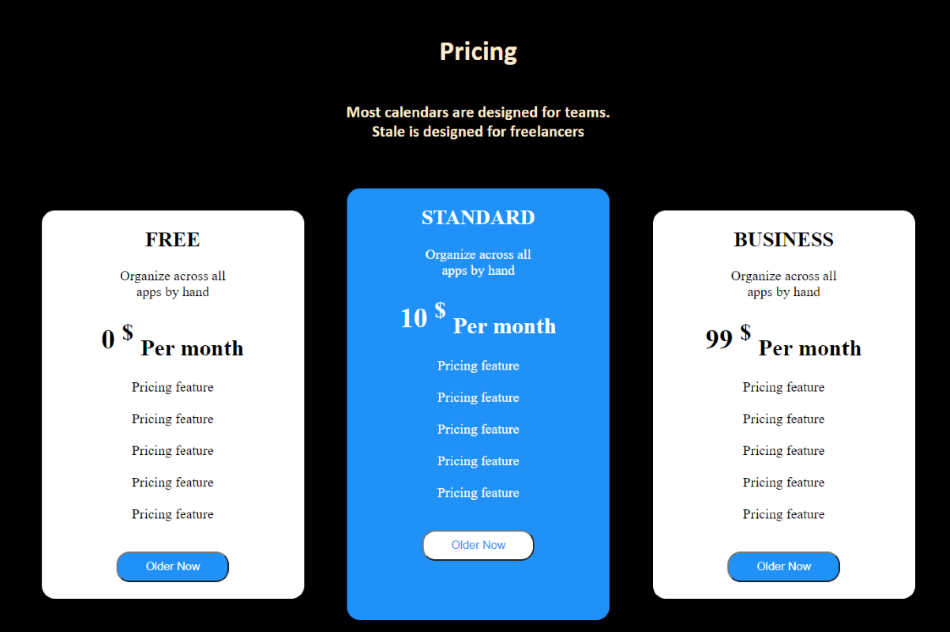 Pricing
Most calendars are designed for teams.
Stale is designed for freelancers
FREE
Organize across all
apps by hand
0 $ Per month
Pricing feature
Pricing feature
Pricing feature
Pricing feature
Pricing feature
Older Now
STANDARD
Organize across all
apps by hand
10 $ Per month
Pricing feature
Pricing feature
Pricing feature
Pricing feature
Pricing feature
Older Now
BUSINESS
Organize across all
apps by hand
99 $ Per month
Pricing feature
Pricing feature
Pricing feature
Pricing feature
Pricing feature
Older Now